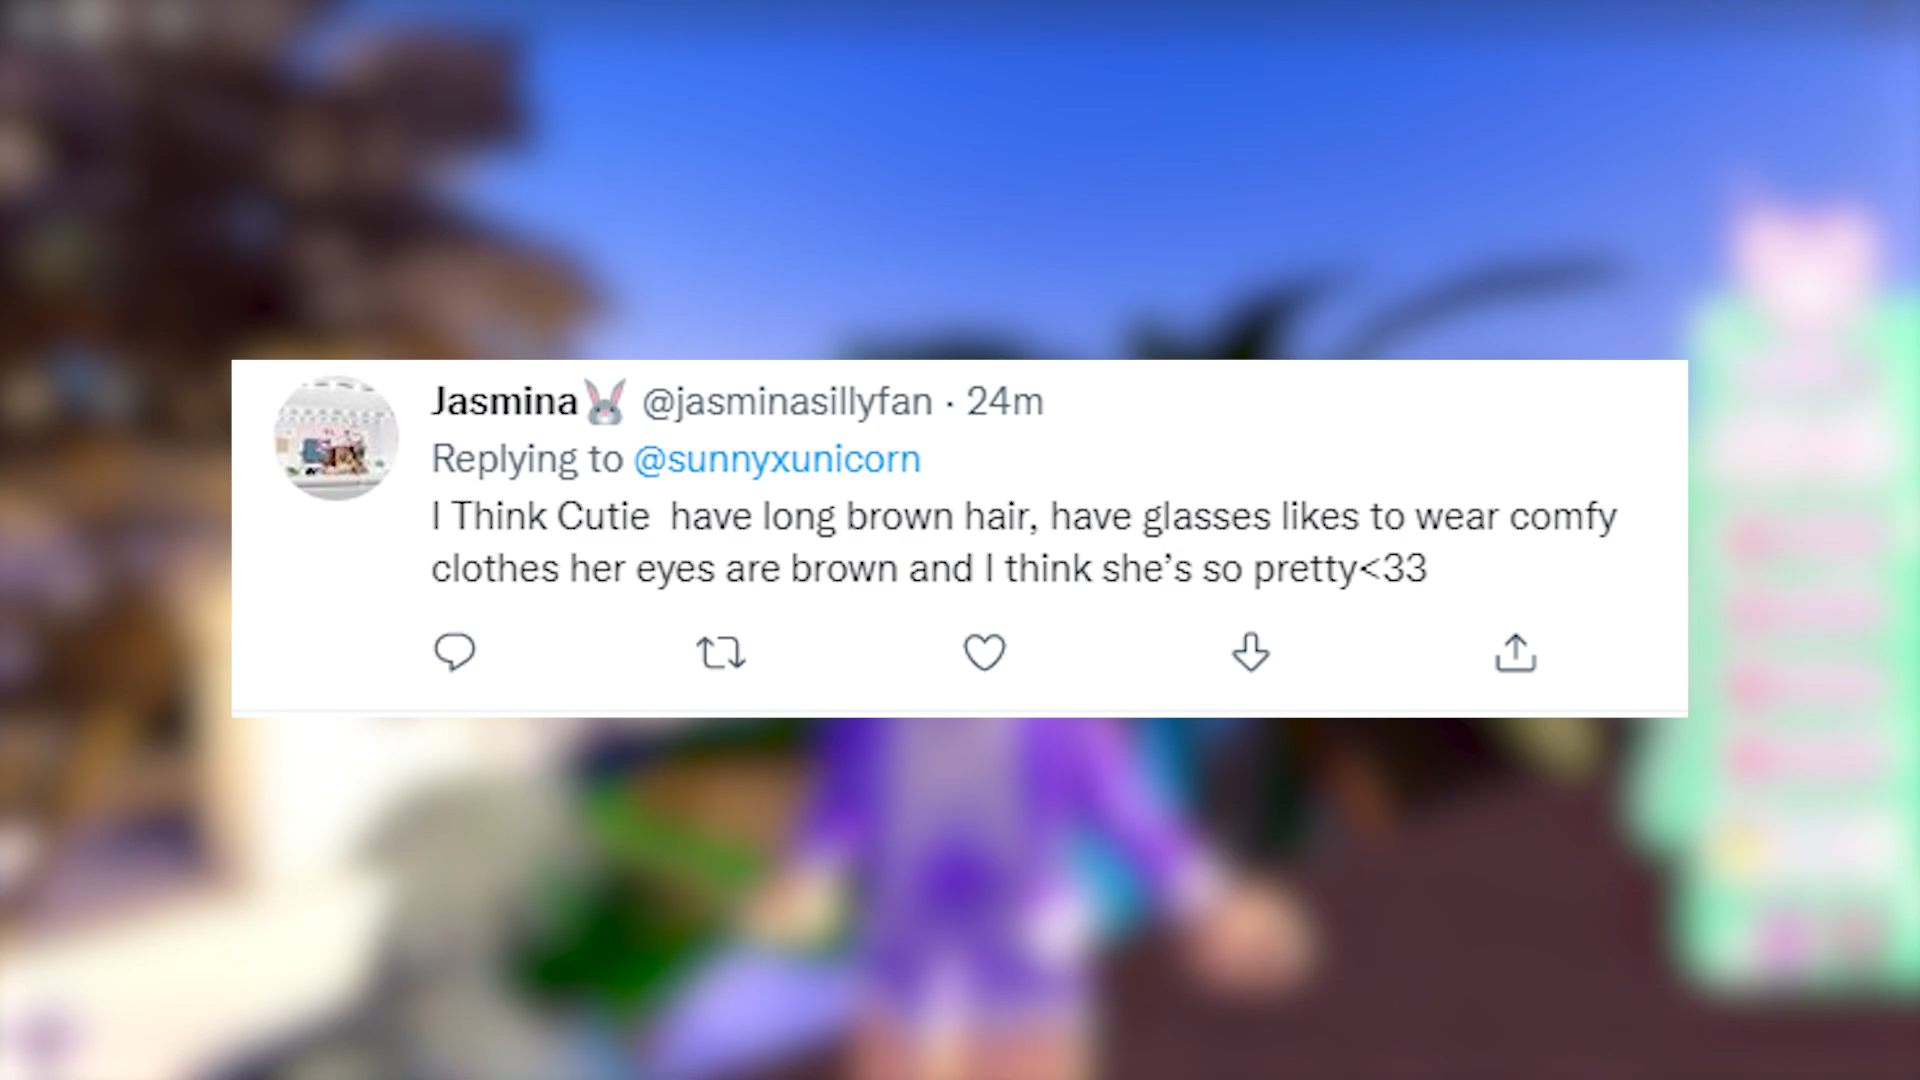 Jasmina🐰 @jasminasillyfan · 24m
Replying to @sunnyxunicorn
I Think Cutie  have long brown hair, have glasses likes to wear comfy
clothes her eyes are brown and I think she’s so pretty<33